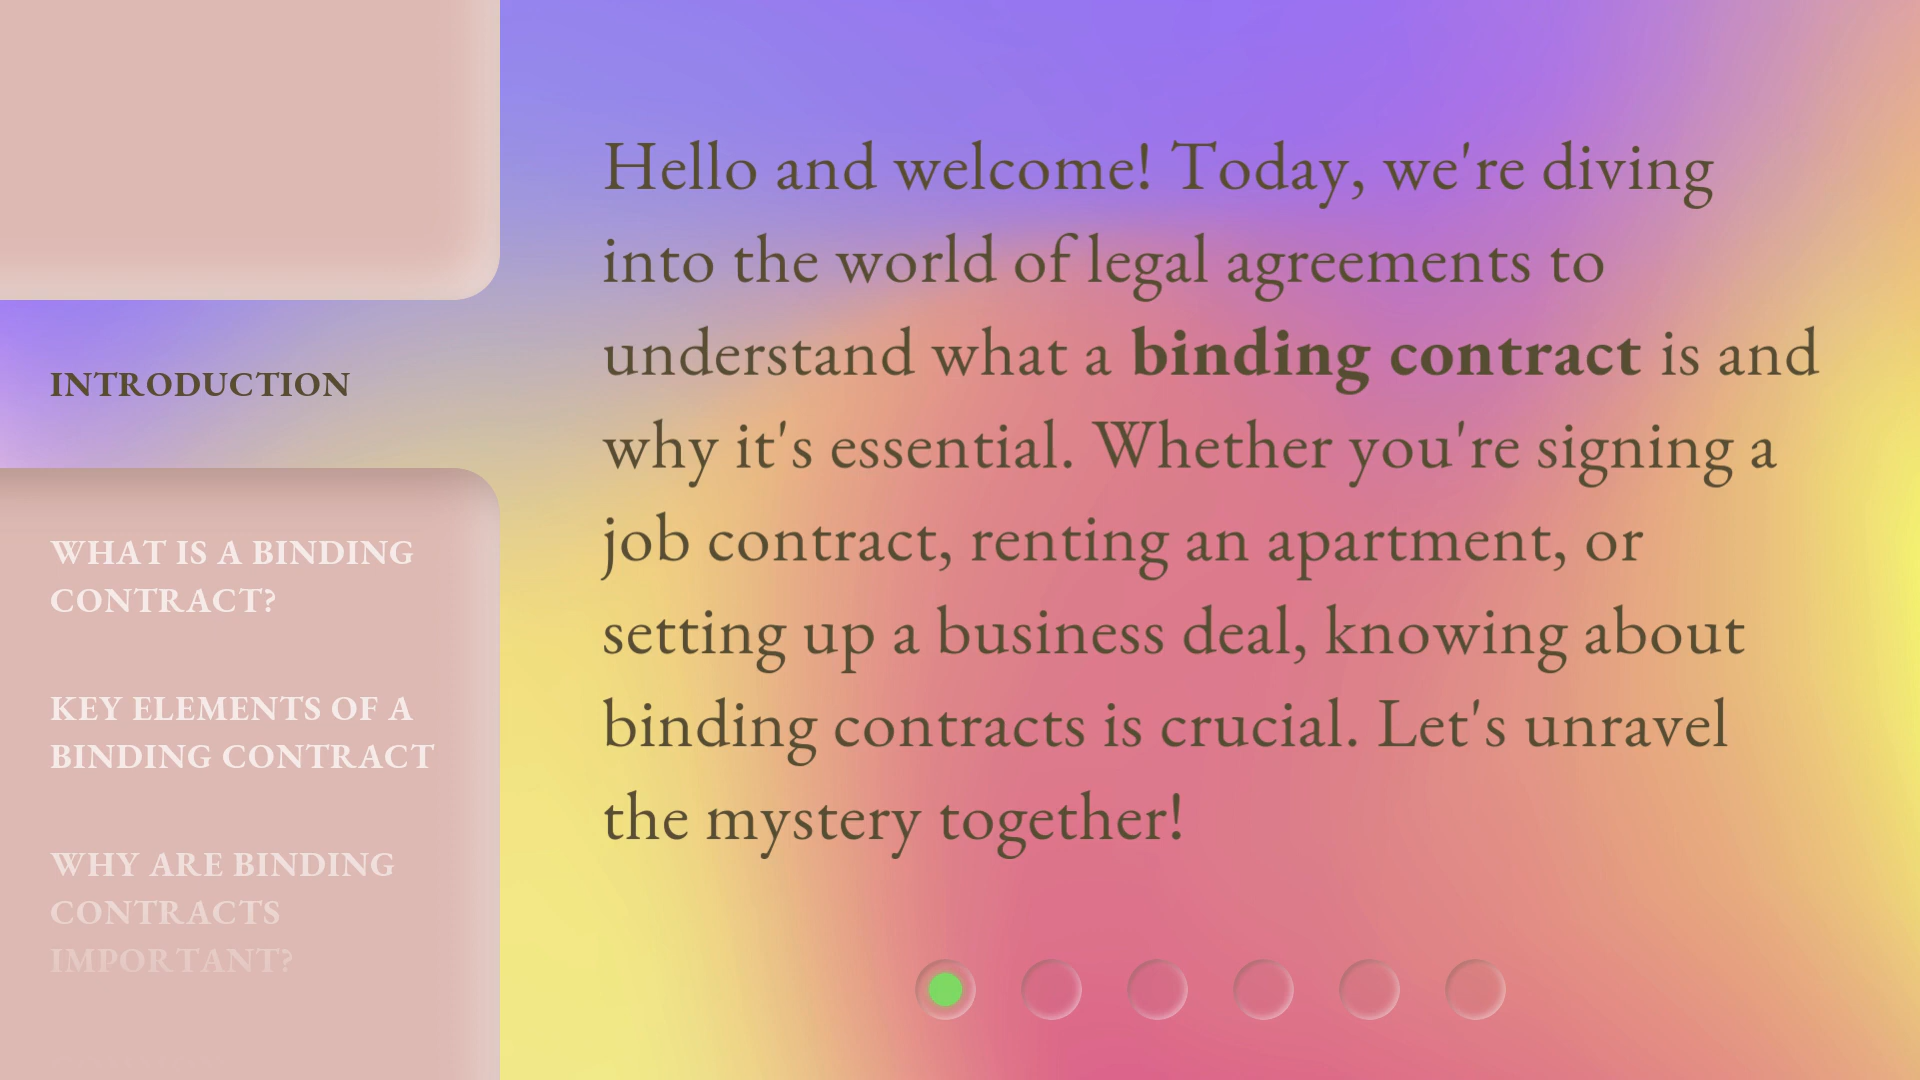 INTRODUCTION
WHAT IS A BINDING
CONTRACT?
KEY ELEMENTS OF A
BINDING CONTRACT
WHY ARE BINDING
CONTRACTS
IMPORTANT?
Hello and welcome! Today, we're diving
into the world of legal agreements to
understand what a binding contract is and
why it's essential. Whether you're signing a
job contract, renting an apartment, or
setting up a business deal, knowing about
binding contracts is crucial. Let's unravel
the mystery together!